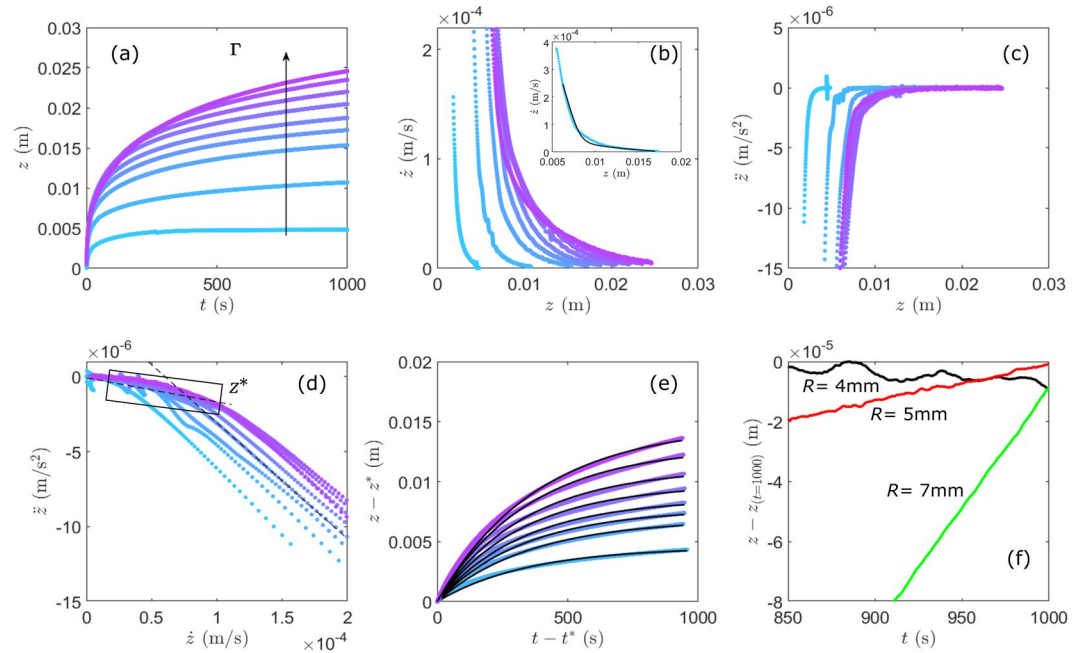 (a)
Γ
z (m)
0.03
0.025
0.02
0.015
0.01
0.005
0
0
500
1000
t (s)
×10⁻⁴
(b)
ż (m/s)
2
1
0
0
0.01
0.02
0.03
z (m)
×10⁻⁴
ż (m/s)
4
3
2
1
0
0.005
0.01
0.015
0.02
z (m)
×10⁻⁶
(c)
z̈ (m/s²)
5
0
-5
-10
-15
0
0.01
0.02
0.03
z (m)
×10⁻⁶
(d)
z*
z̈ (m/s²)
0
-5
-10
-15
0
0.5
1
1.5
2
ż (m/s)
×10⁻⁴
(e)
z − z* (m)
0.02
0.015
0.01
0.005
0
0
500
1000
t − t* (s)
×10⁻⁵
R= 4mm
R= 5mm
R= 7mm
(f)
z − z(t=1000) (m)
0
-2
-4
-6
-8
850
900
950
1000
t (s)